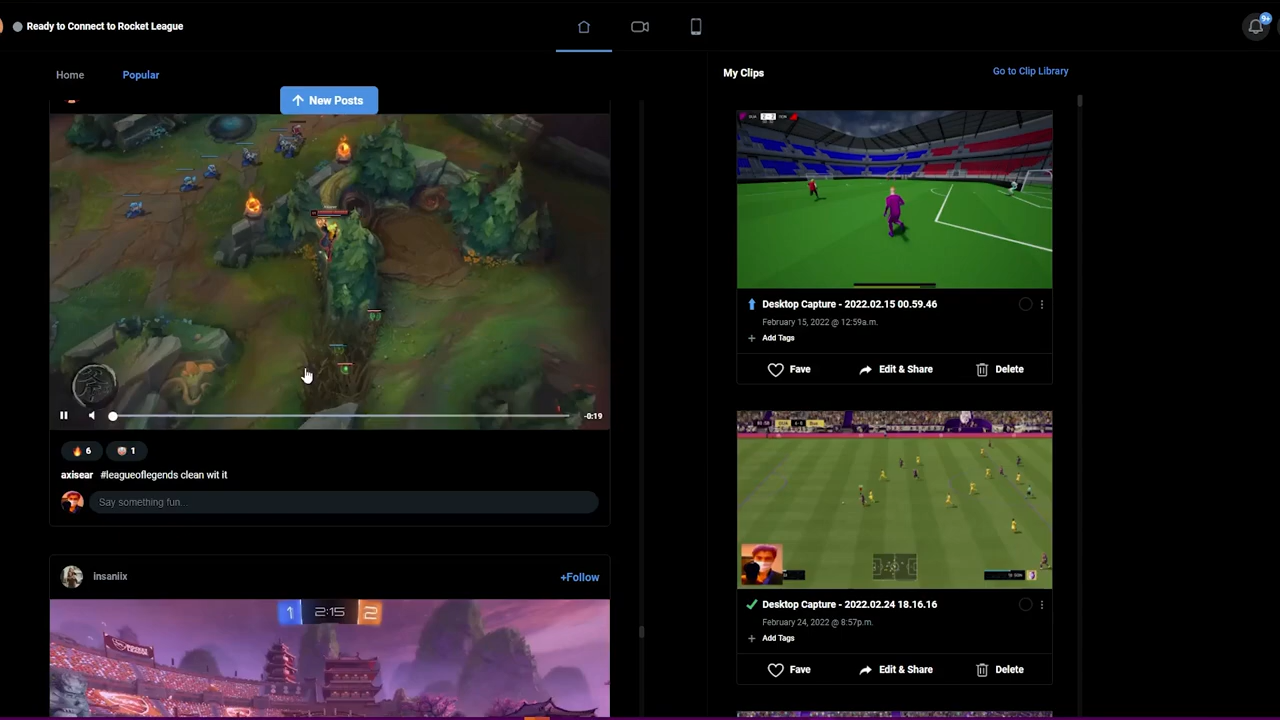 Ready to Connect to Rocket League
9+
Home
Popular
New Posts
-0:19
6
1
axisear #leagueoflegends clean wit it
Say something fun...
insaniix
+Follow
1 2:15 2
My Clips
Go to Clip Library
Desktop Capture - 2022.02.15 00.59.46
February 15, 2022 @ 12:59a.m.
Add Tags
Fave
Edit & Share
Delete
Desktop Capture - 2022.02.24 18.16.16
February 24, 2022 @ 8:57p.m.
Add Tags
Fave
Edit & Share
Delete